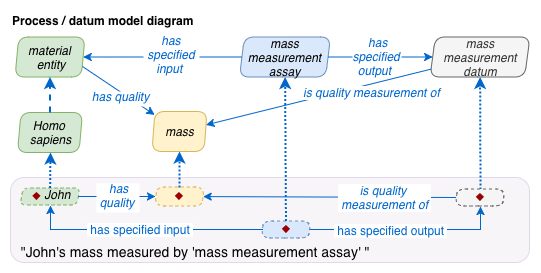 Process / datum model diagram
material
entity
has
specified
input
mass
measurement
assay
has
specified
output
mass
measurement
datum
has quality
is quality measurement of
Homo
sapiens
mass
John
has
quality
is quality
measurement of
has specified input
has specified output
"John's mass measured by 'mass measurement assay' "